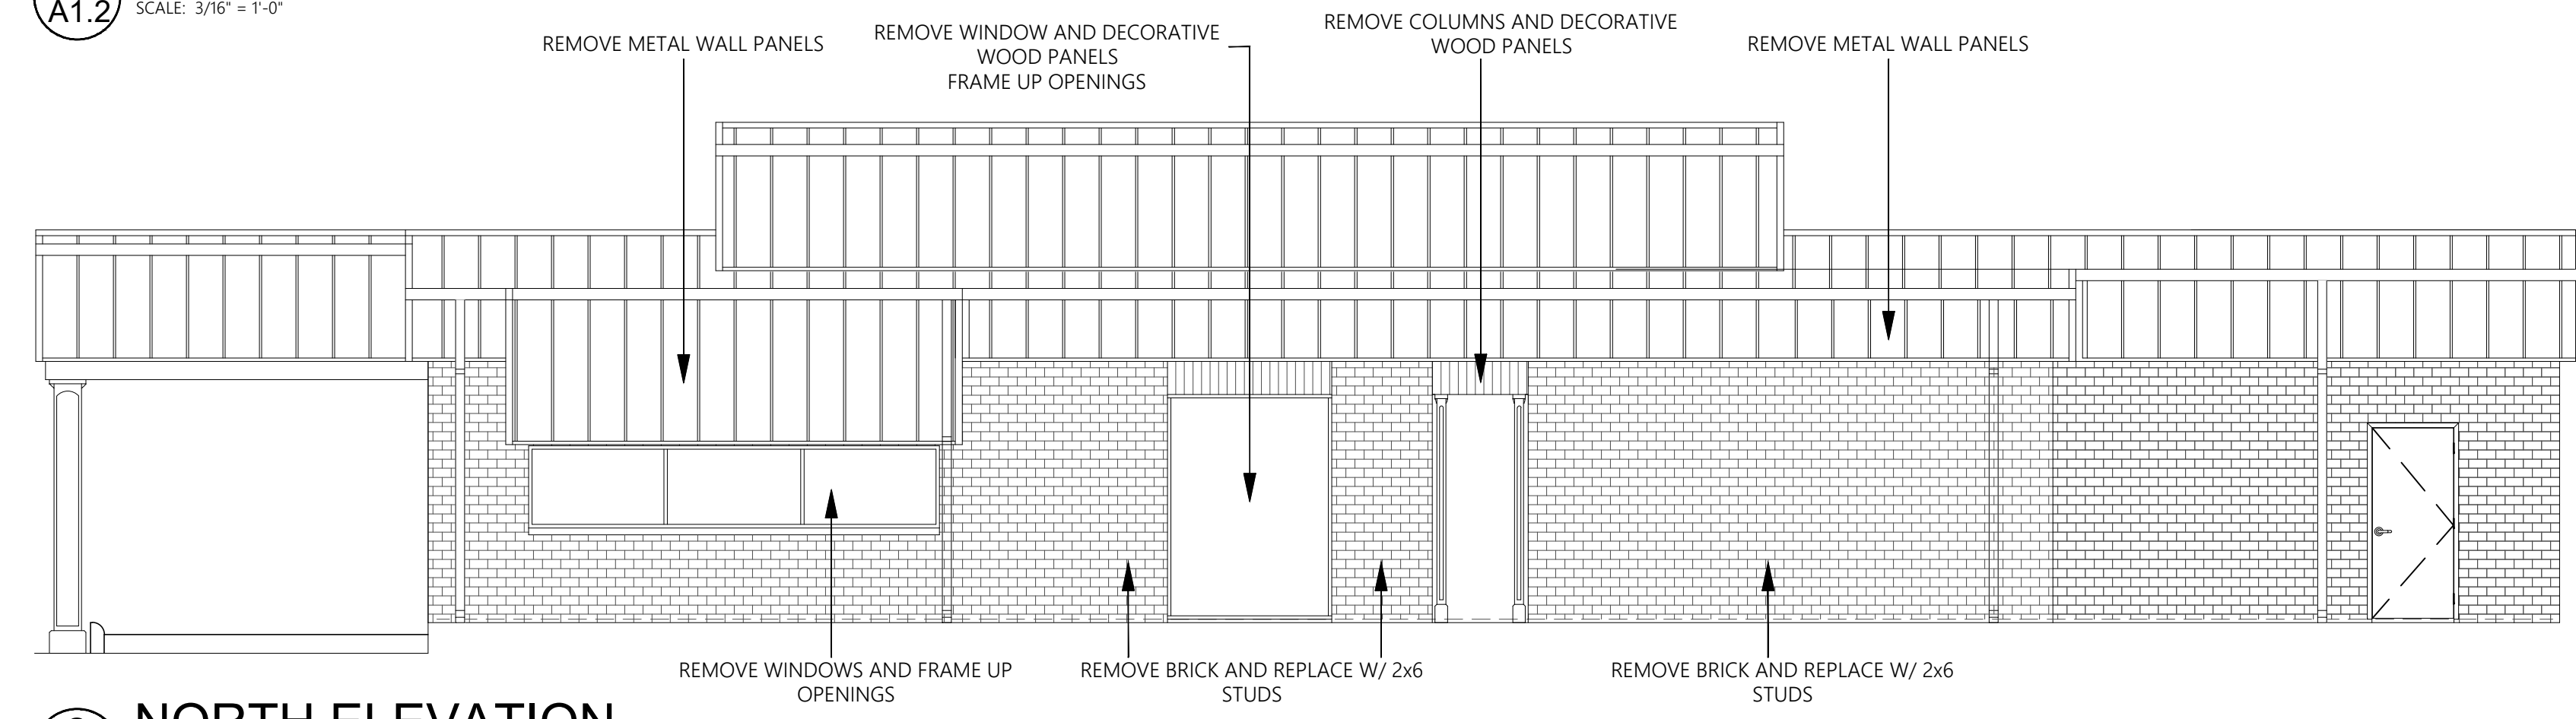 A1.2
SCALE: 3/16" = 1'-0"
REMOVE METAL WALL PANELS
REMOVE WINDOW AND DECORATIVE
WOOD PANELS
FRAME UP OPENINGS
REMOVE COLUMNS AND DECORATIVE
WOOD PANELS
REMOVE METAL WALL PANELS
REMOVE WINDOWS AND FRAME UP
OPENINGS
REMOVE BRICK AND REPLACE W/ 2x6
STUDS
REMOVE BRICK AND REPLACE W/ 2x6
STUDS
NORTH ELEVATION